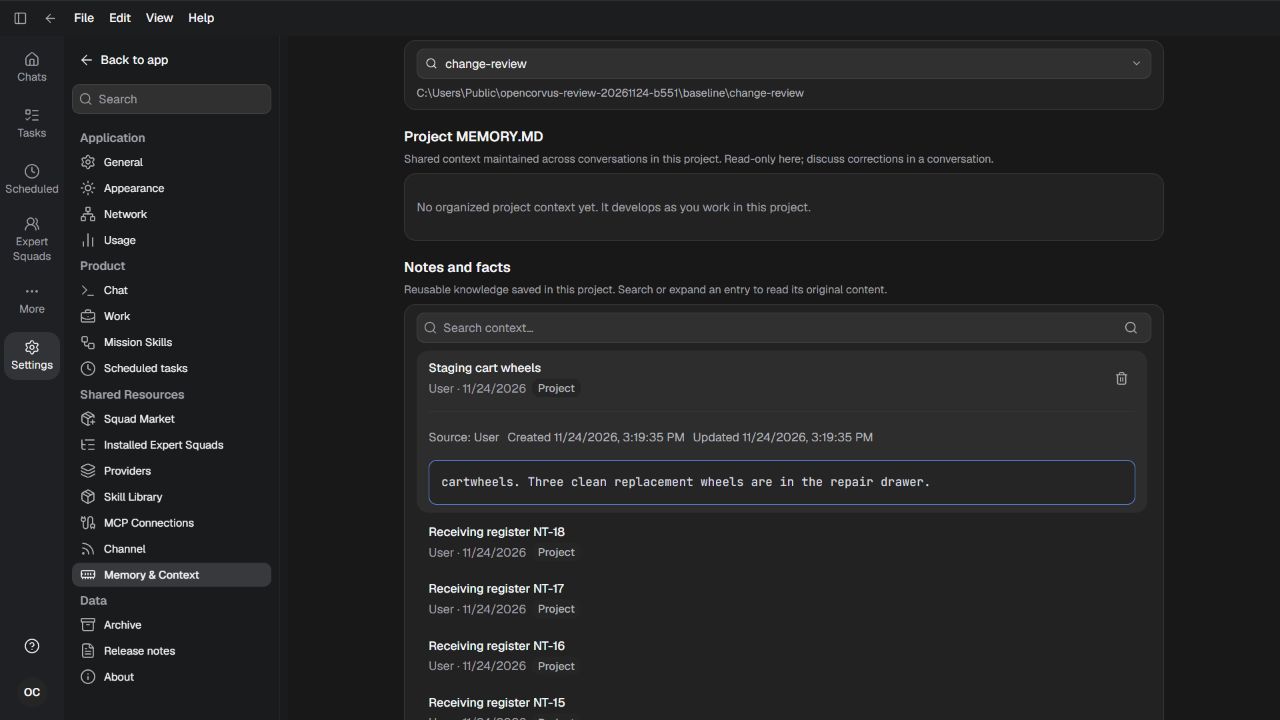 File Edit View Help
Chats
Tasks
Scheduled
Expert
Squads
More
Settings
OC
Back to app
Search
Application
General
Appearance
Network
Usage
Product
Chat
Work
Mission Skills
Scheduled tasks
Shared Resources
Squad Market
Installed Expert Squads
Providers
Skill Library
MCP Connections
Channel
Memory & Context
Data
Archive
Release notes
About
change-review
C:\Users\Public\opencorvus-review-20261124-b551\baseline\change-review
Project MEMORY.MD
Shared context maintained across conversations in this project. Read-only here; discuss corrections in a conversation.
No organized project context yet. It develops as you work in this project.
Notes and facts
Reusable knowledge saved in this project. Search or expand an entry to read its original content.
Search context...
Staging cart wheels
User · 11/24/2026 Project
Source: User Created 11/24/2026, 3:19:35 PM Updated 11/24/2026, 3:19:35 PM
cartwheels. Three clean replacement wheels are in the repair drawer.
Receiving register NT-18
User · 11/24/2026 Project
Receiving register NT-17
User · 11/24/2026 Project
Receiving register NT-16
User · 11/24/2026 Project
Receiving register NT-15